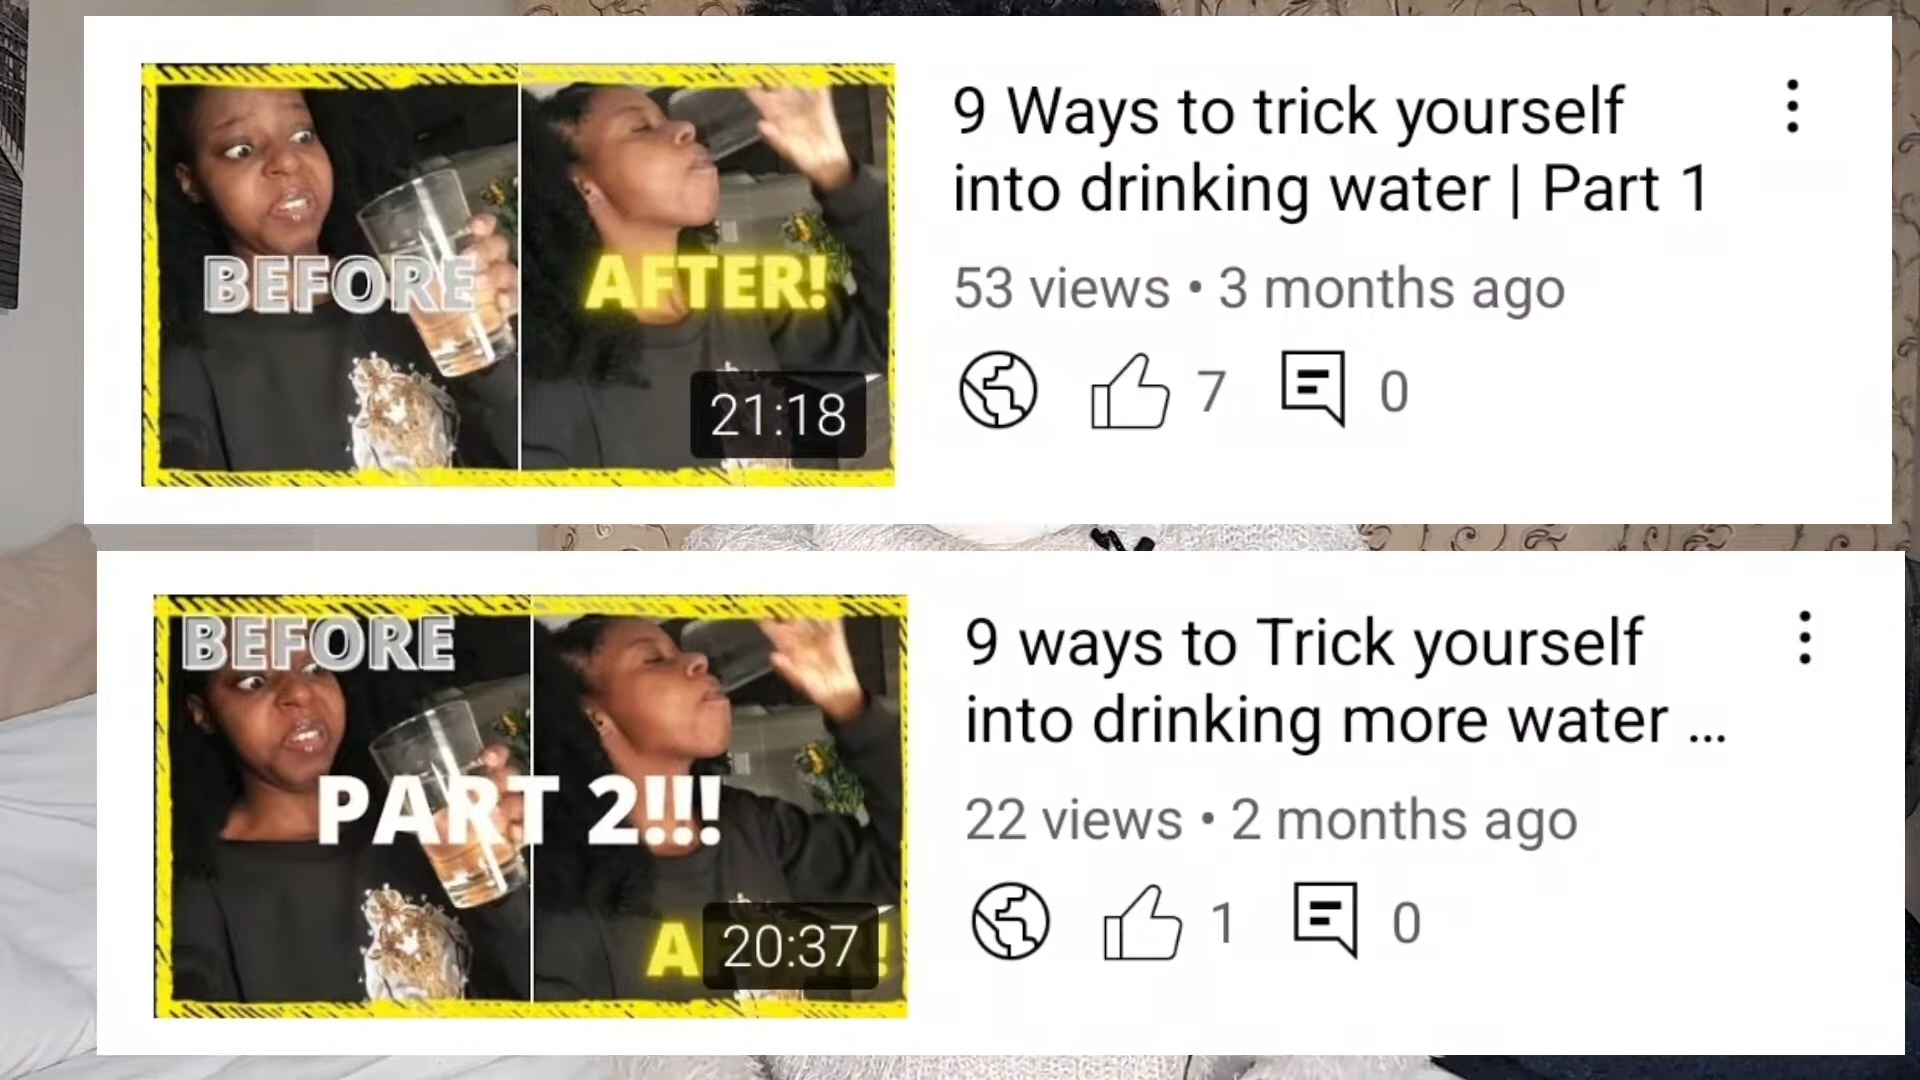 BEFORE
AFTER!
21:18
9 Ways to trick yourself
into drinking water | Part 1
53 views • 3 months ago
7
0
BEFORE
PART 2!!!
20:37
9 ways to Trick yourself
into drinking more water ...
22 views • 2 months ago
1
0